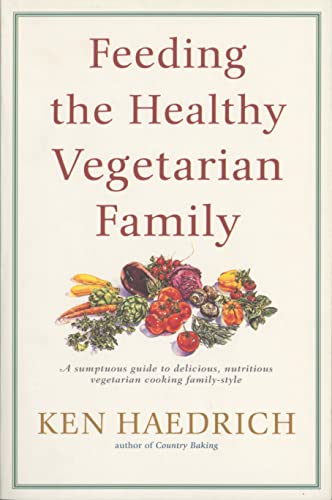 Feeding
the Healthy
Vegetarian
Family
A sumptuous guide to delicious, nutritious
vegetarian cooking family-style
KEN HAEDRICH
author of Country Baking